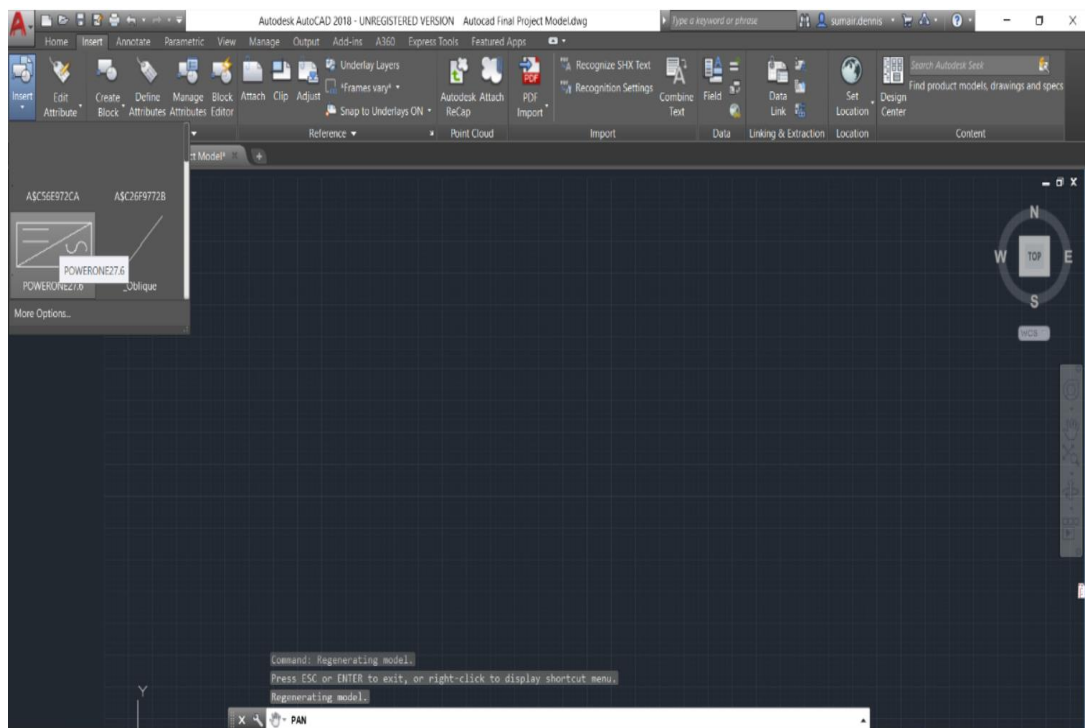 Autodesk AutoCAD 2018 - UNREGISTERED VERSION Autocad Final Project Model.dwg
Type a keyword or phrase
sumair.dennis
Home Insert Annotate Parametric View Manage Output Add-ins A360 Express Tools Featured Apps
Insert
Edit Attribute
Create Block
Define Attributes
Manage Attributes
Block Editor
Attach
Clip
Adjust
Underlay Layers
*Frames vary*
Snap to Underlays ON
Autodesk ReCap
Attach
PDF
PDF Import
Recognize SHX Text
Recognition Settings
Combine Text
Field
Data Link
Set Location
Design Center
Search Autodesk Seek
Find product models, drawings and specs
Reference
Point Cloud
Import
Data
Linking & Extraction
Location
Content
ct Model*
A$C56E972CA
A$C26F9772B
POWERONE27.6
POWERONE27.6
_Oblique
More Options...
N
W
TOP
E
S
WCS
Command: Regenerating model.
Press ESC or ENTER to exit, or right-click to display shortcut menu.
Regenerating model.
Y
PAN